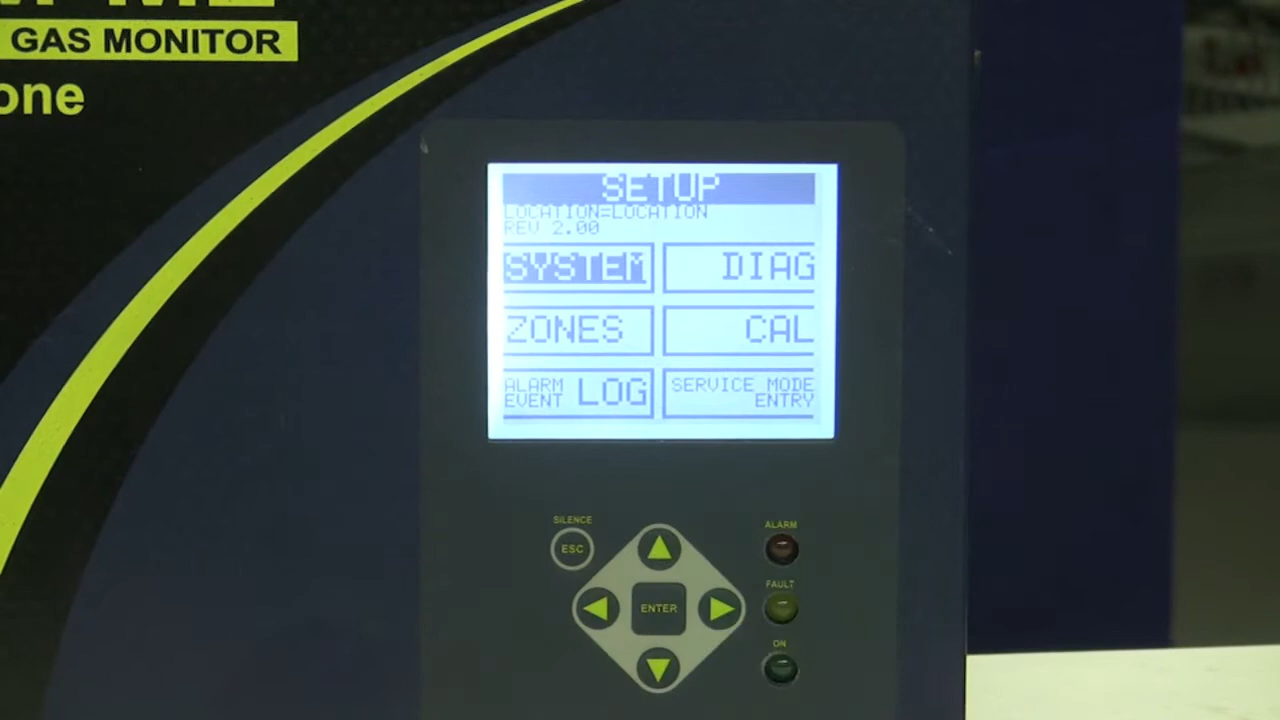 GAS MONITOR
one
SETUP
LOCATION=LOCATION
REV 2.00
SYSTEM
DIAG
ZONES
CAL
ALARM EVENT LOG
SERVICE MODE ENTRY
SILENCE
ESC
ENTER
ALARM
FAULT
ON